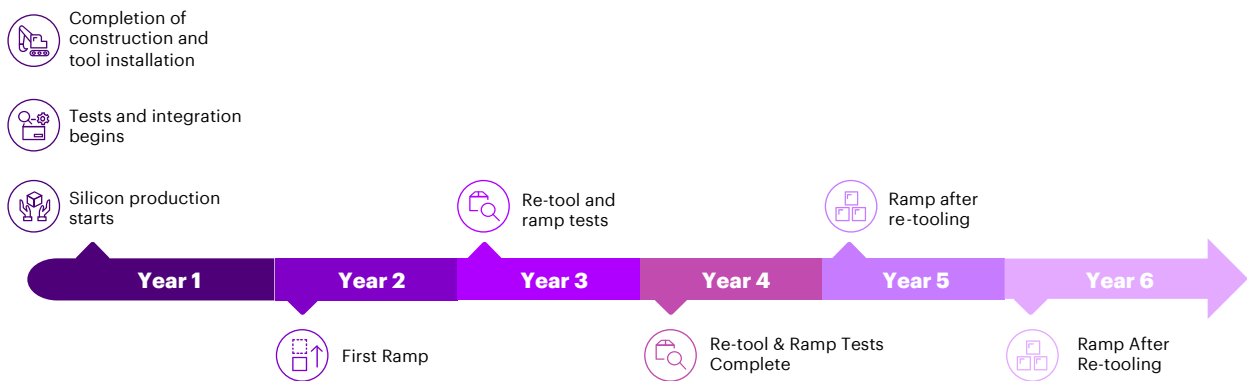 Completion of
construction and
tool installation
Tests and integration
begins
Silicon production
starts
Re-tool and
ramp tests
Ramp after
re-tooling
Year 1
Year 2
Year 3
Year 4
Year 5
Year 6
First Ramp
Re-tool & Ramp Tests
Complete
Ramp After
Re-tooling